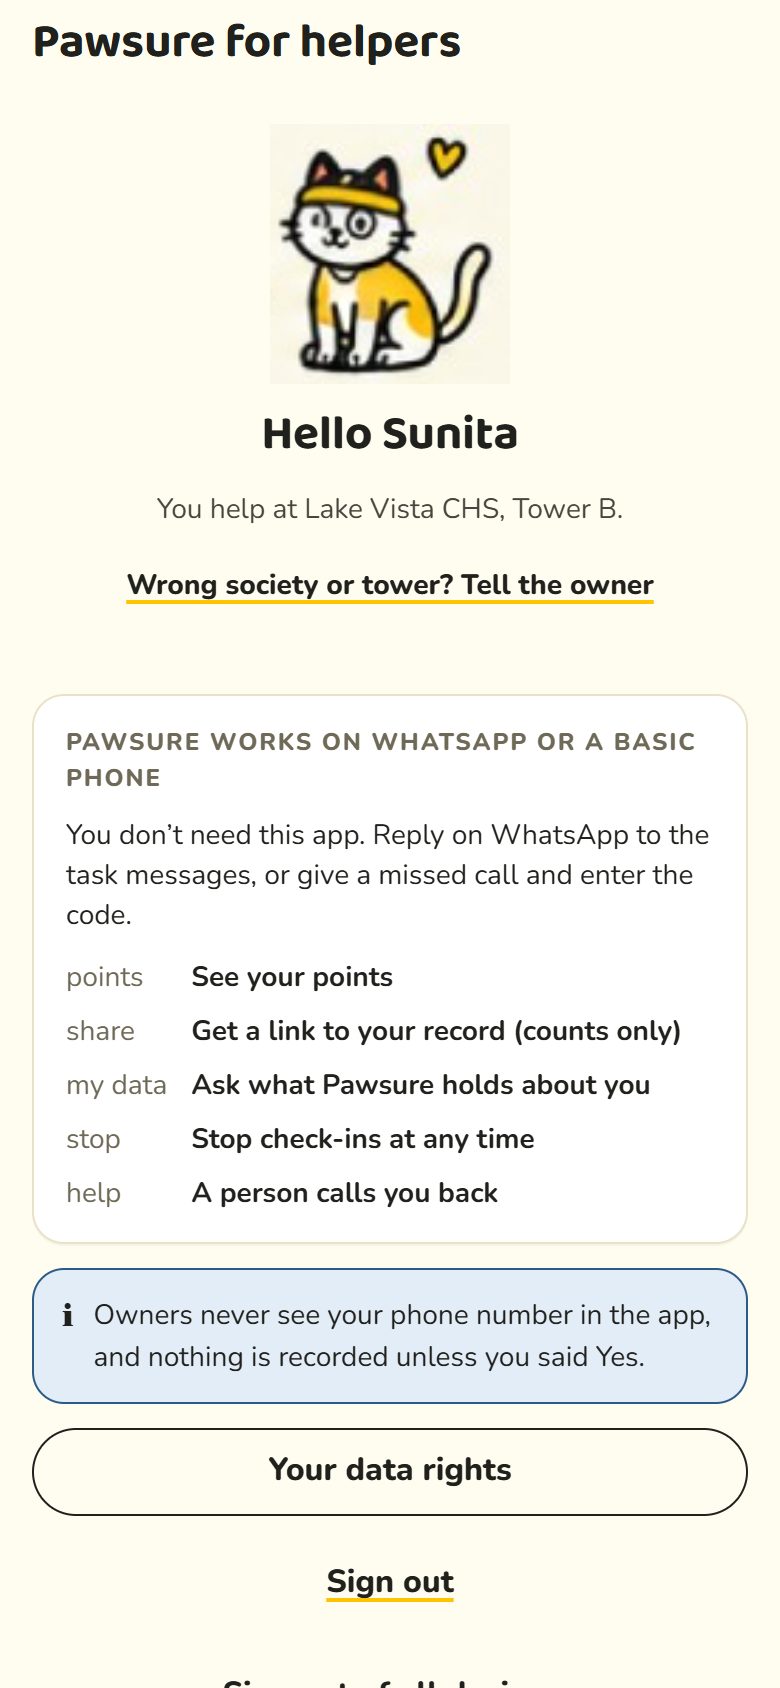 Pawsure for helpers
Hello Sunita
You help at Lake Vista CHS, Tower B.
Wrong society or tower? Tell the owner
PAWSURE WORKS ON WHATSAPP OR A BASIC
PHONE
You don’t need this app. Reply on WhatsApp to the
task messages, or give a missed call and enter the
code.
points See your points
share Get a link to your record (counts only)
my data Ask what Pawsure holds about you
stop Stop check-ins at any time
help A person calls you back
i Owners never see your phone number in the app,
and nothing is recorded unless you said Yes.
Your data rights
Sign out